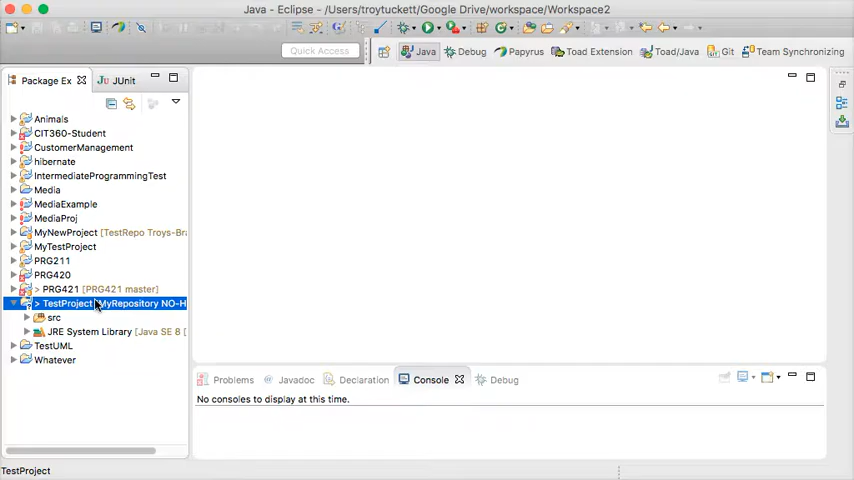 Java - Eclipse - /Users/troytuckett/Google Drive/workspace/Workspace2
Quick Access
Java
Debug
Papyrus
Toad Extension
Toad/Java
Git
Team Synchronizing
Package Ex
JUnit
Animals
CIT360-Student
CustomerManagement
hibernate
IntermediateProgrammingTest
Media
MediaExample
MediaProj
MyNewProject [TestRepo Troys-Bra
MyTestProject
PRG211
PRG420
> PRG421 [PRG421 master]
> TestProject MyRepository NO-H
src
JRE System Library [Java SE 8 [
TestUML
Whatever
Problems
Javadoc
Declaration
Console
Debug
No consoles to display at this time.
TestProject